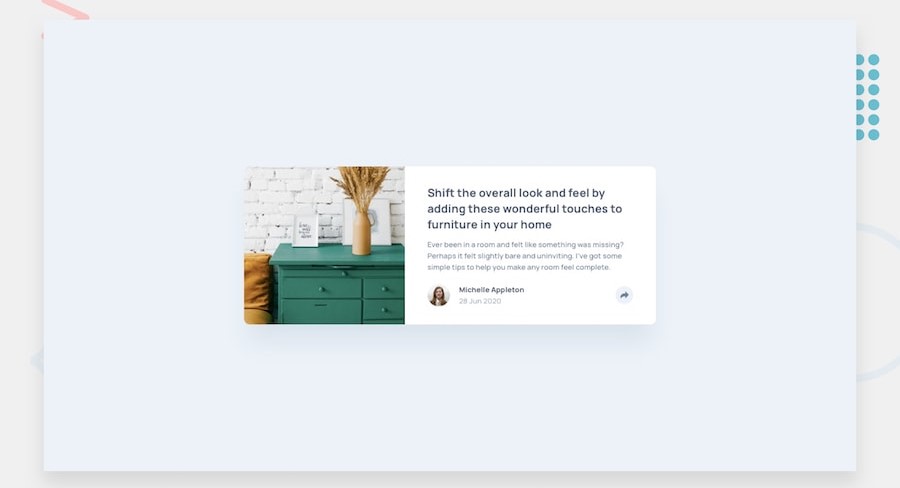 Shift the overall look and feel by
adding these wonderful touches to
furniture in your home
Ever been in a room and felt like something was missing?
Perhaps it felt slightly bare and uninviting. I've got some
simple tips to help you make any room feel complete.
Michelle Appleton
28 Jun 2020